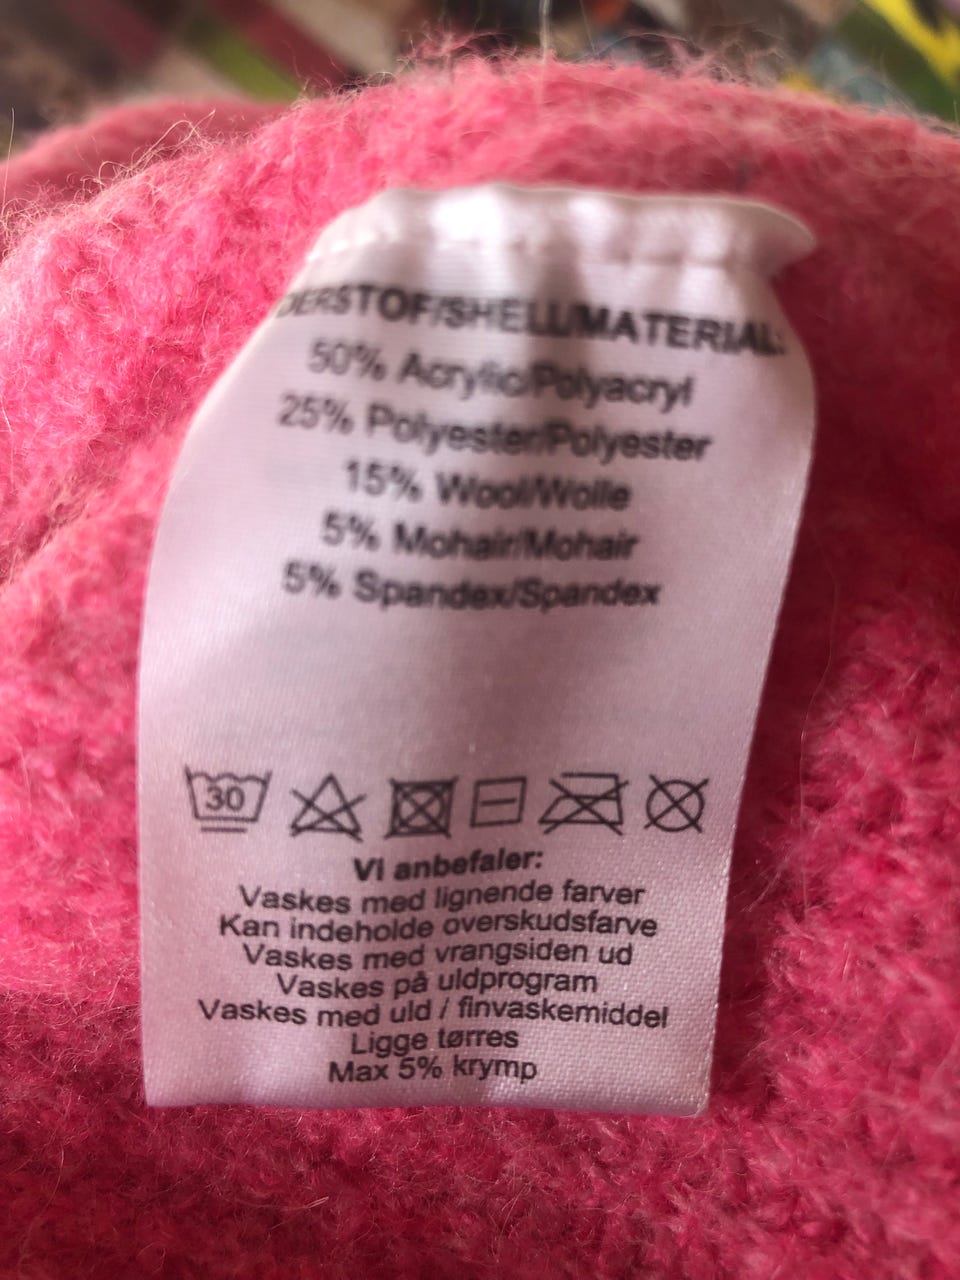 DERSTOF/SHELL/MATERIAL:
50% Acrylic/Polyacryl
25% Polyester/Polyester
15% Wool/Wolle
5% Mohair/Mohair
5% Spandex/Spandex
30
Vi anbefaler:
Vaskes med lignende farver
Kan indeholde overskudsfarve
Vaskes med vrangsiden ud
Vaskes på uldprogram
Vaskes med uld / finvaskemiddel
Ligge tørres
Max 5% krymp